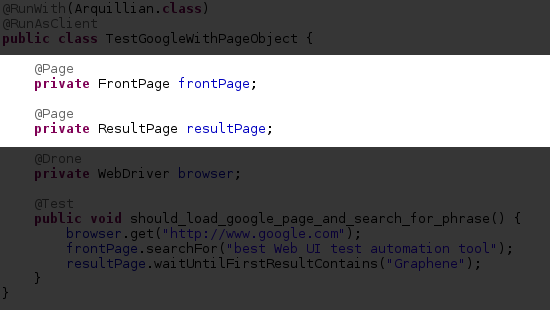 @RunWith(Arquillian.class)
@RunAsClient
public class TestGoogleWithPageObject {
@Page
private FrontPage frontPage;
@Page
private ResultPage resultPage;
@Drone
private WebDriver browser;
@Test
public void should_load_google_page_and_search_for_phrase() {
browser.get("http://www.google.com");
frontPage.searchFor("best Web UI test automation tool");
resultPage.waitUntilFirstResultContains("Graphene");
}
}